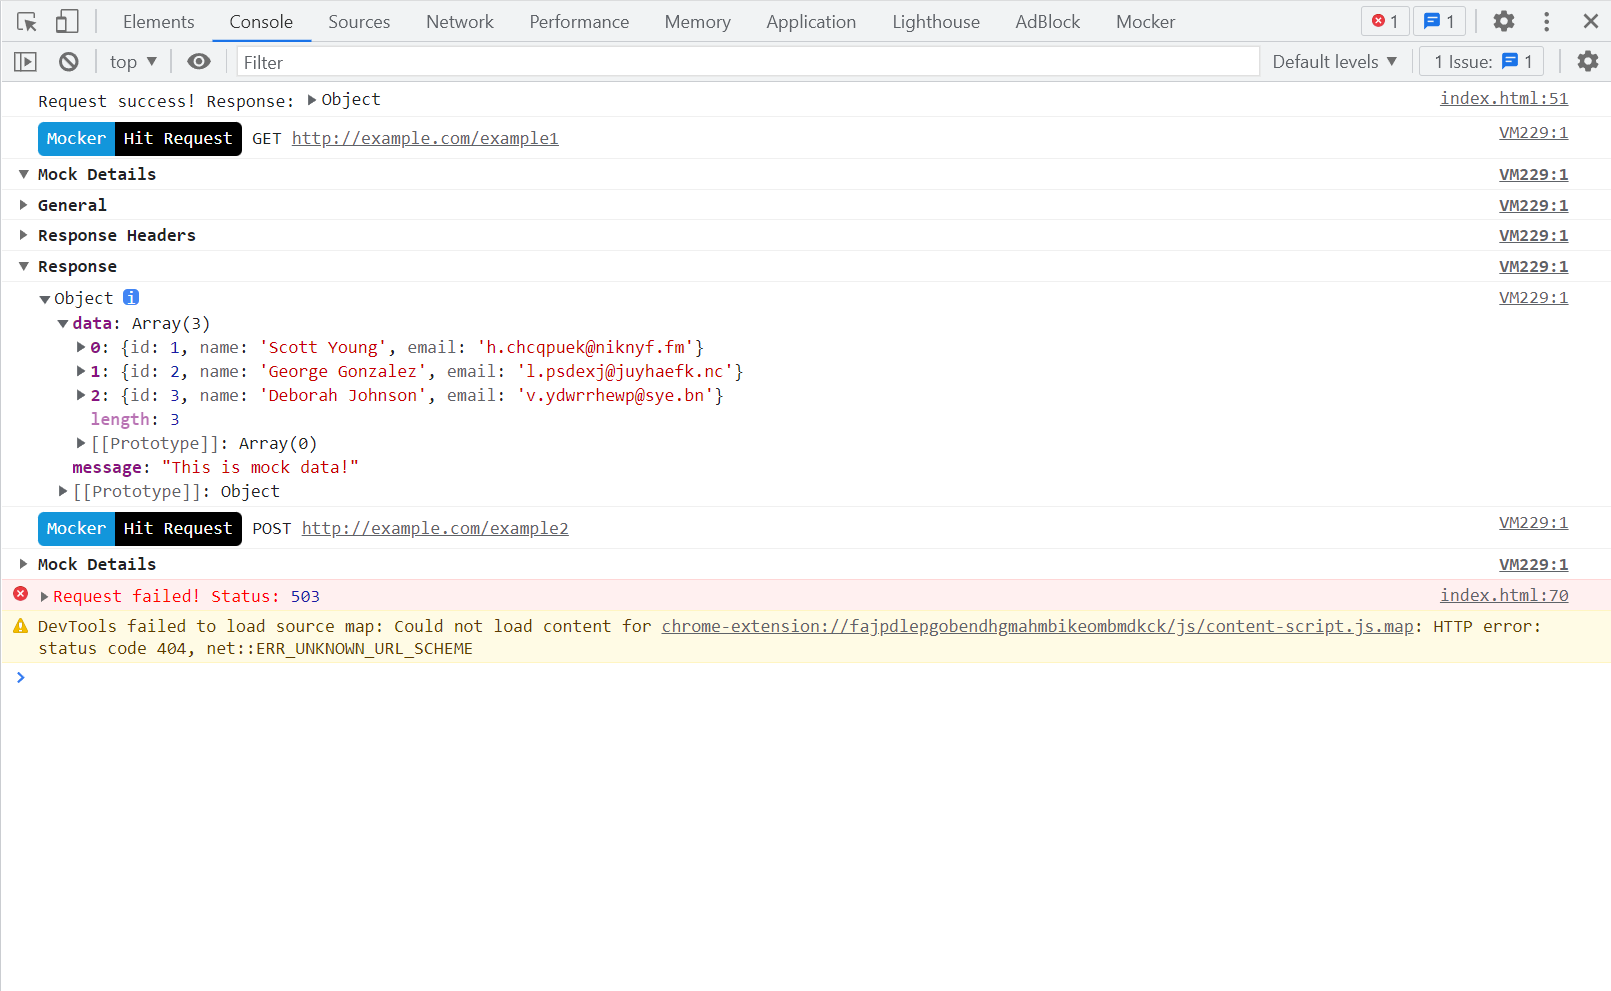 Elements Console Sources Network Performance Memory Application Lighthouse AdBlock Mocker 1 1
top Filter Default levels 1 Issue: 1
Request success! Response: Object index.html:51
Mocker Hit Request GET http://example.com/example1 VM229:1
Mock Details VM229:1
General VM229:1
Response Headers VM229:1
Response VM229:1
Object i VM229:1
data: Array(3)
0: {id: 1, name: 'Scott Young', email: 'h.chcqpuek@niknyf.fm'}
1: {id: 2, name: 'George Gonzalez', email: 'l.psdexj@juyhaefk.nc'}
2: {id: 3, name: 'Deborah Johnson', email: 'v.ydwrrhewp@sye.bn'}
length: 3
[[Prototype]]: Array(0)
message: "This is mock data!"
[[Prototype]]: Object
Mocker Hit Request POST http://example.com/example2 VM229:1
Mock Details VM229:1
Request failed! Status: 503 index.html:70
DevTools failed to load source map: Could not load content for chrome-extension://fajpdlepgobendhgmahmbikeombmdkck/js/content-script.js.map: HTTP error:
status code 404, net::ERR_UNKNOWN_URL_SCHEME